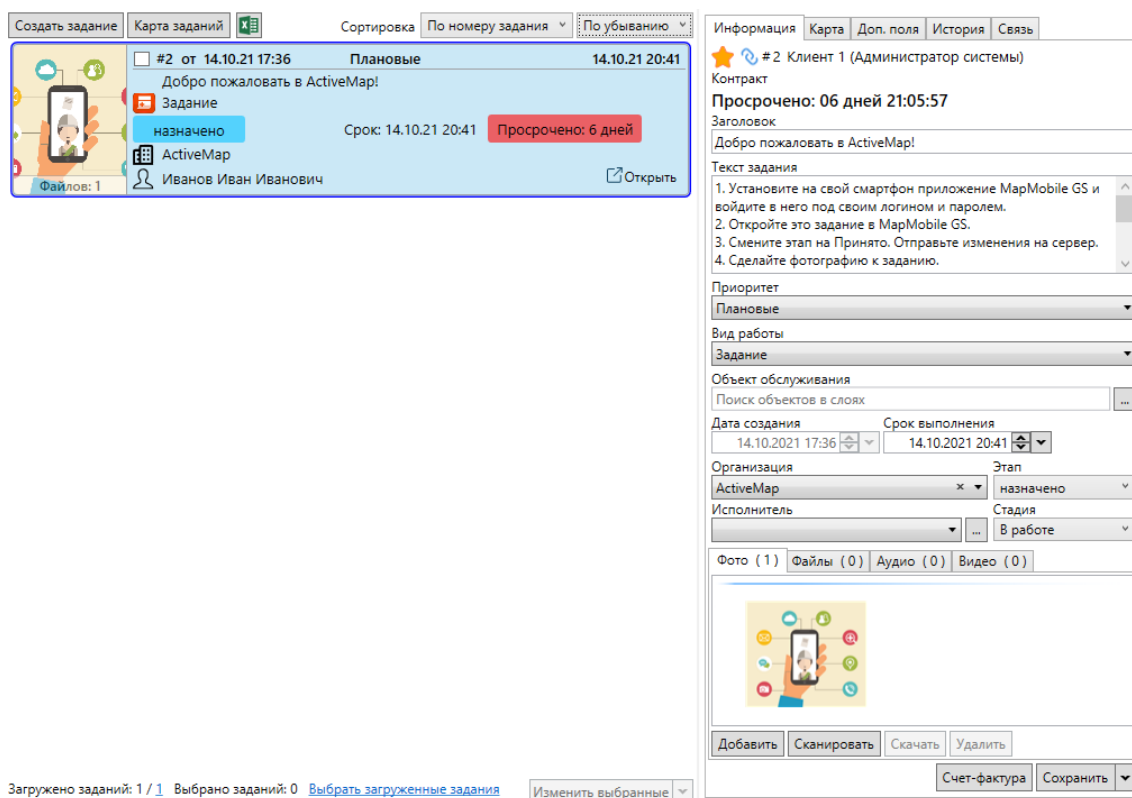 Создать задание Карта заданий Сортировка По номеру задания По убыванию
#2 от 14.10.21 17:36 Плановые 14.10.21 20:41
Добро пожаловать в ActiveMap!
Задание
назначено Срок: 14.10.21 20:41 Просрочено: 6 дней
ActiveMap
Файлов: 1 Иванов Иван Иванович Открыть
Информация Карта Доп. поля История Связь
#2 Клиент 1 (Администратор системы)
Контракт
Просрочено: 06 дней 21:05:57
Заголовок
Добро пожаловать в ActiveMap!
Текст задания
1. Установите на свой смартфон приложение MapMobile GS и
войдите в него под своим логином и паролем.
2. Откройте это задание в MapMobile GS.
3. Смените этап на Принято. Отправьте изменения на сервер.
4. Сделайте фотографию к заданию.
Приоритет
Плановые
Вид работы
Задание
Объект обслуживания
Поиск объектов в слоях ...
Дата создания Срок выполнения
14.10.2021 17:36 14.10.2021 20:41
Организация Этап
ActiveMap × назначено
Исполнитель Стадия
... В работе
Фото (1) Файлы (0) Аудио (0) Видео (0)
Добавить Сканировать Скачать Удалить
Счет-фактура Сохранить
Загружено заданий: 1 / 1 Выбрано заданий: 0 Выбрать загруженные задания Изменить выбранные